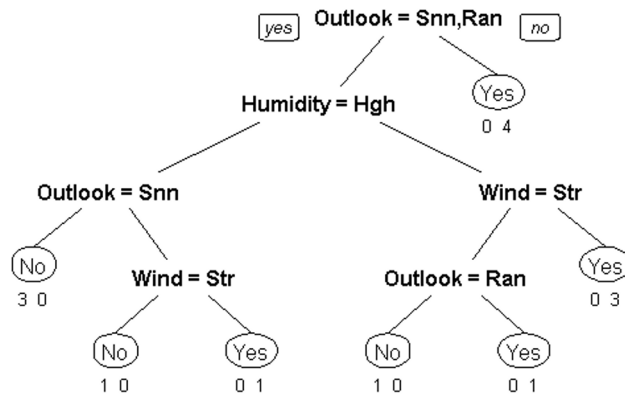 yes Outlook = Snn,Ran no
Humidity = Hgh Yes
0 4
Outlook = Snn Wind = Str
No Wind = Str Outlook = Ran Yes
3 0 0 3
No Yes No Yes
1 0 0 1 1 0 0 1